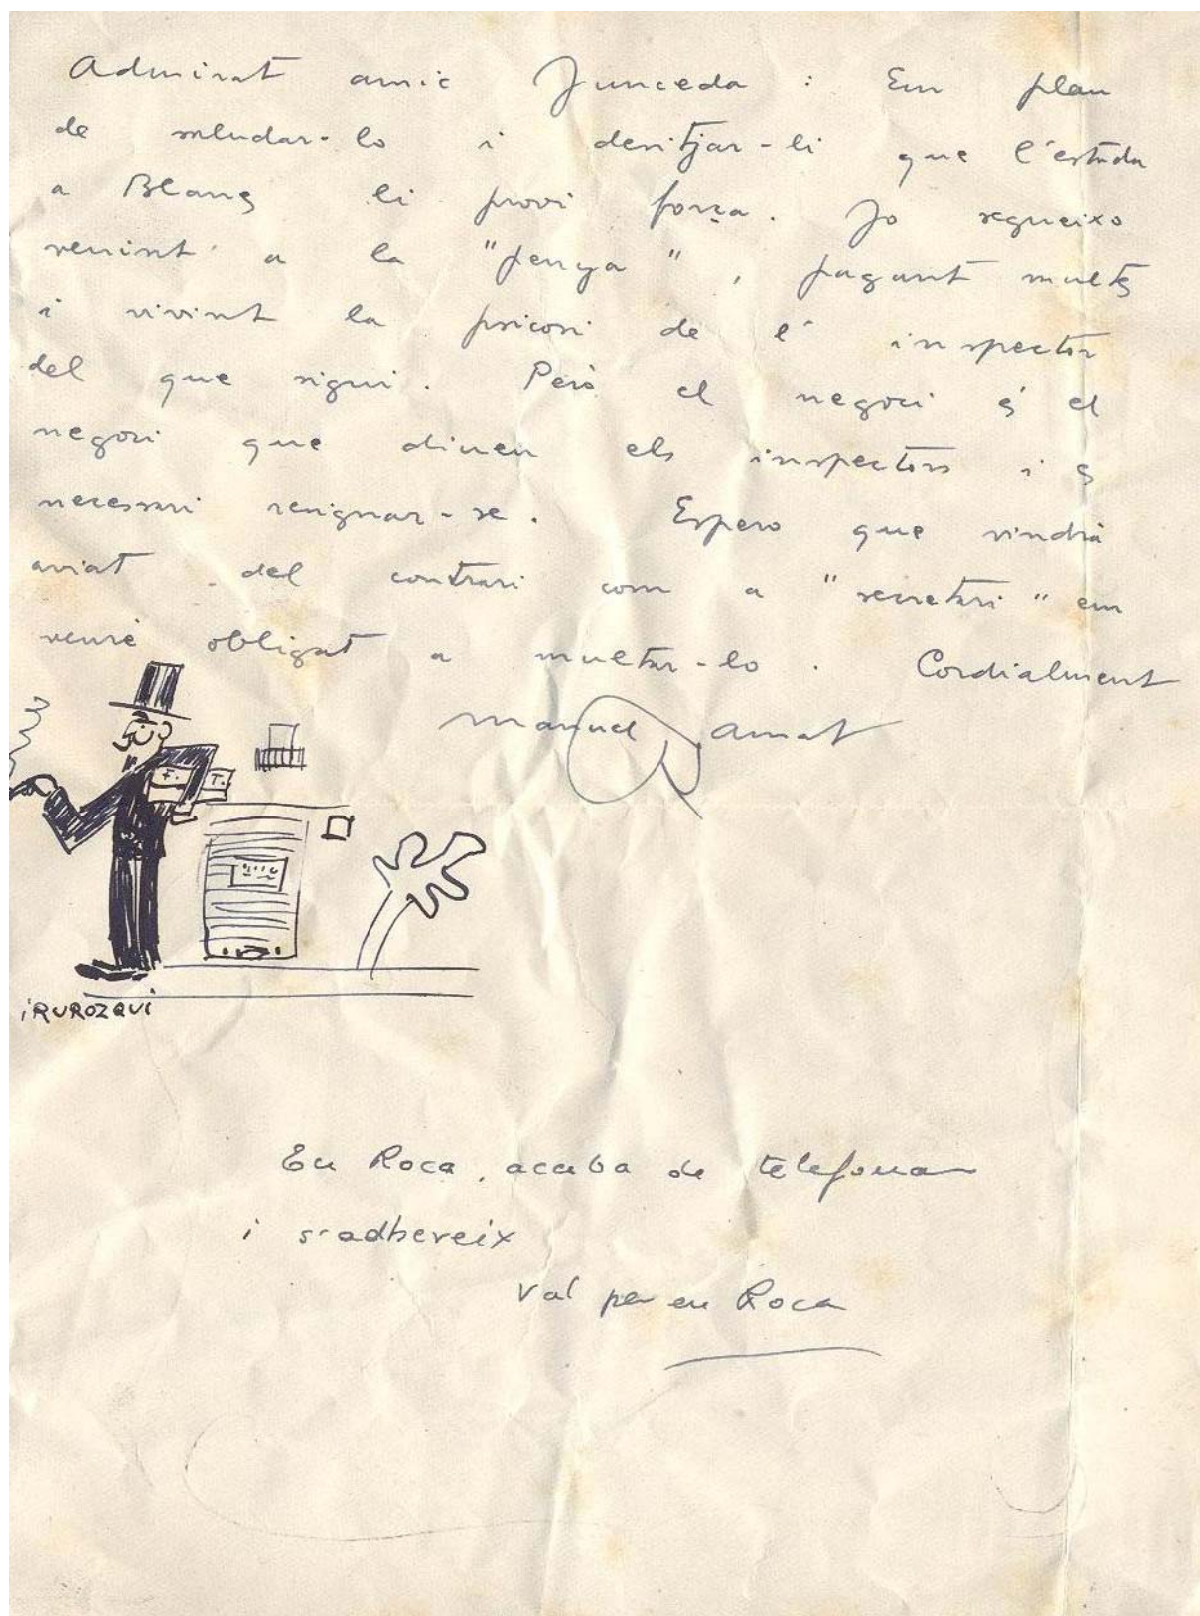 Admirat amic Junceda : Em plau
de saludar-lo i desitjar-li que l'estada
a Blanes li provi força. Jo segueixo
venint a la "penya", pagant multes
i vivint la psicosi de l'inspector
del que sigui. Però el negoci és el
negoci que diuen els inspectors i és
necessari resignar-se. Espero que vindrà
aviat del contrari com a "secretari" em
veuré obligat a multar-lo. Cordialment
Manuel Amat
F. T.
iRUROZQUi
En Roca, acaba de telefonar
i s'adhereix
Val per en Roca